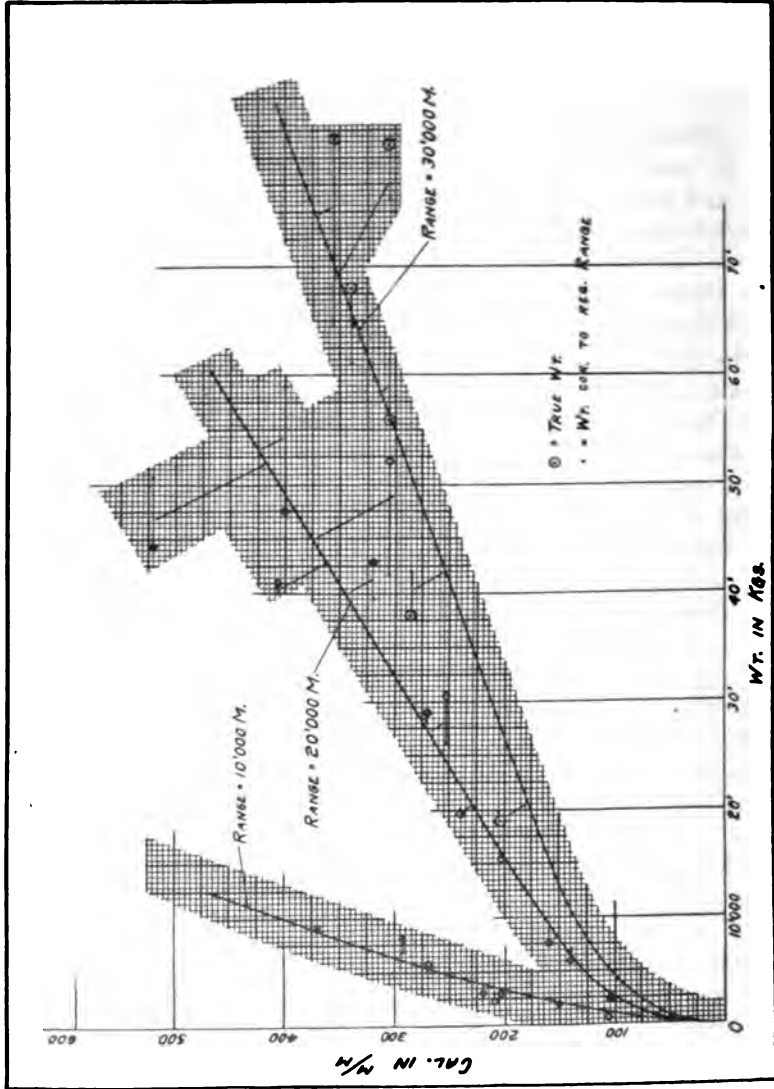 RANGE = 10'000 M.
RANGE = 20'000 M.
RANGE = 30'000 M.
⊙ = TRUE WT.
· = WT. COR. TO REG. RANGE
CAL. IN M/M
600
500
400
300
200
100
0
10'000
20'
30'
40'
50'
60'
70'
WT. IN KGS.